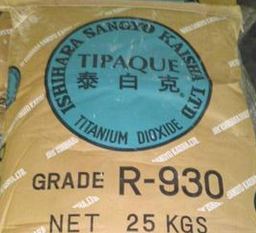 ISHIHARA SANGYO KAISHA LTD
TIPAQUE
泰白克
TITANIUM DIOXIDE
GRADE R-930
NET 25 KGS